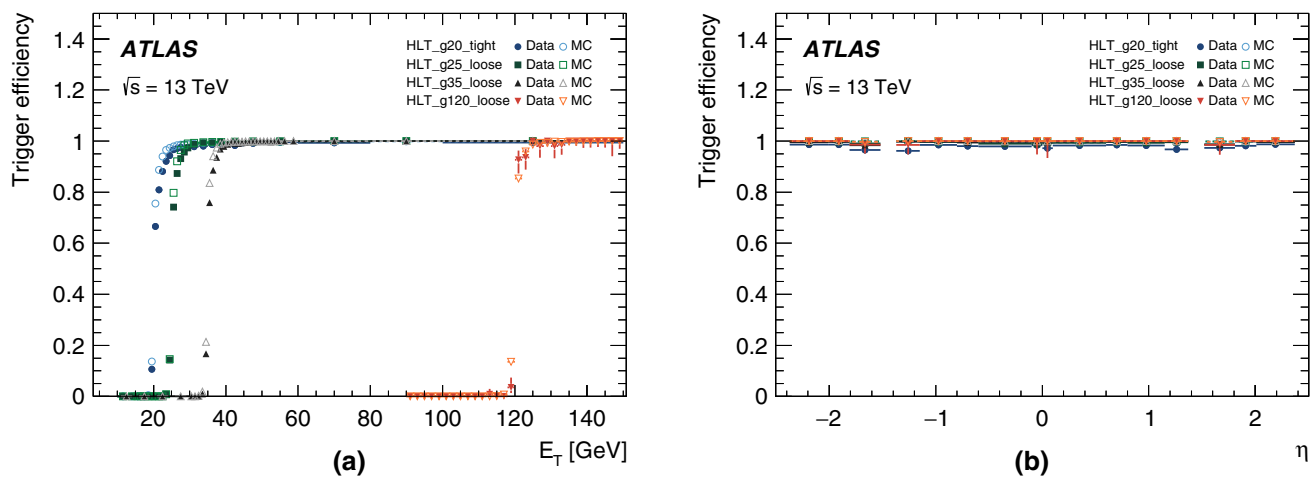 Trigger efficiency
1.4
1.2
1
0.8
0.6
0.4
0.2
0
ATLAS
√s = 13 TeV
HLT_g20_tight Data MC
HLT_g25_loose Data MC
HLT_g35_loose Data MC
HLT_g120_loose Data MC
20 40 60 80 100 120 140
E_T [GeV]
(a)
Trigger efficiency
1.4
1.2
1
0.8
0.6
0.4
0.2
0
ATLAS
√s = 13 TeV
HLT_g20_tight Data MC
HLT_g25_loose Data MC
HLT_g35_loose Data MC
HLT_g120_loose Data MC
−2 −1 0 1 2
η
(b)